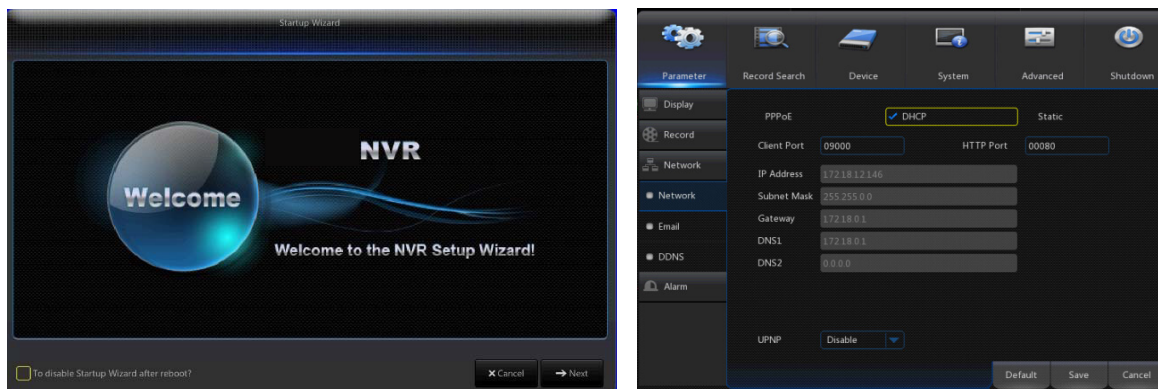 Startup Wizard
NVR
Welcome
Welcome to the NVR Setup Wizard!
To disable Startup Wizard after reboot?
Cancel
Next
Parameter Record Search Device System Advanced Shutdown
Display
Record
Network
Network
Email
DDNS
Alarm
PPPoE DHCP Static
Client Port 09000 HTTP Port 00080
IP Address 172.18.12.146
Subnet Mask 255.255.0.0
Gateway 172.18.0.1
DNS1 172.18.0.1
DNS2 0.0.0.0
UPNP Disable
Default Save Cancel